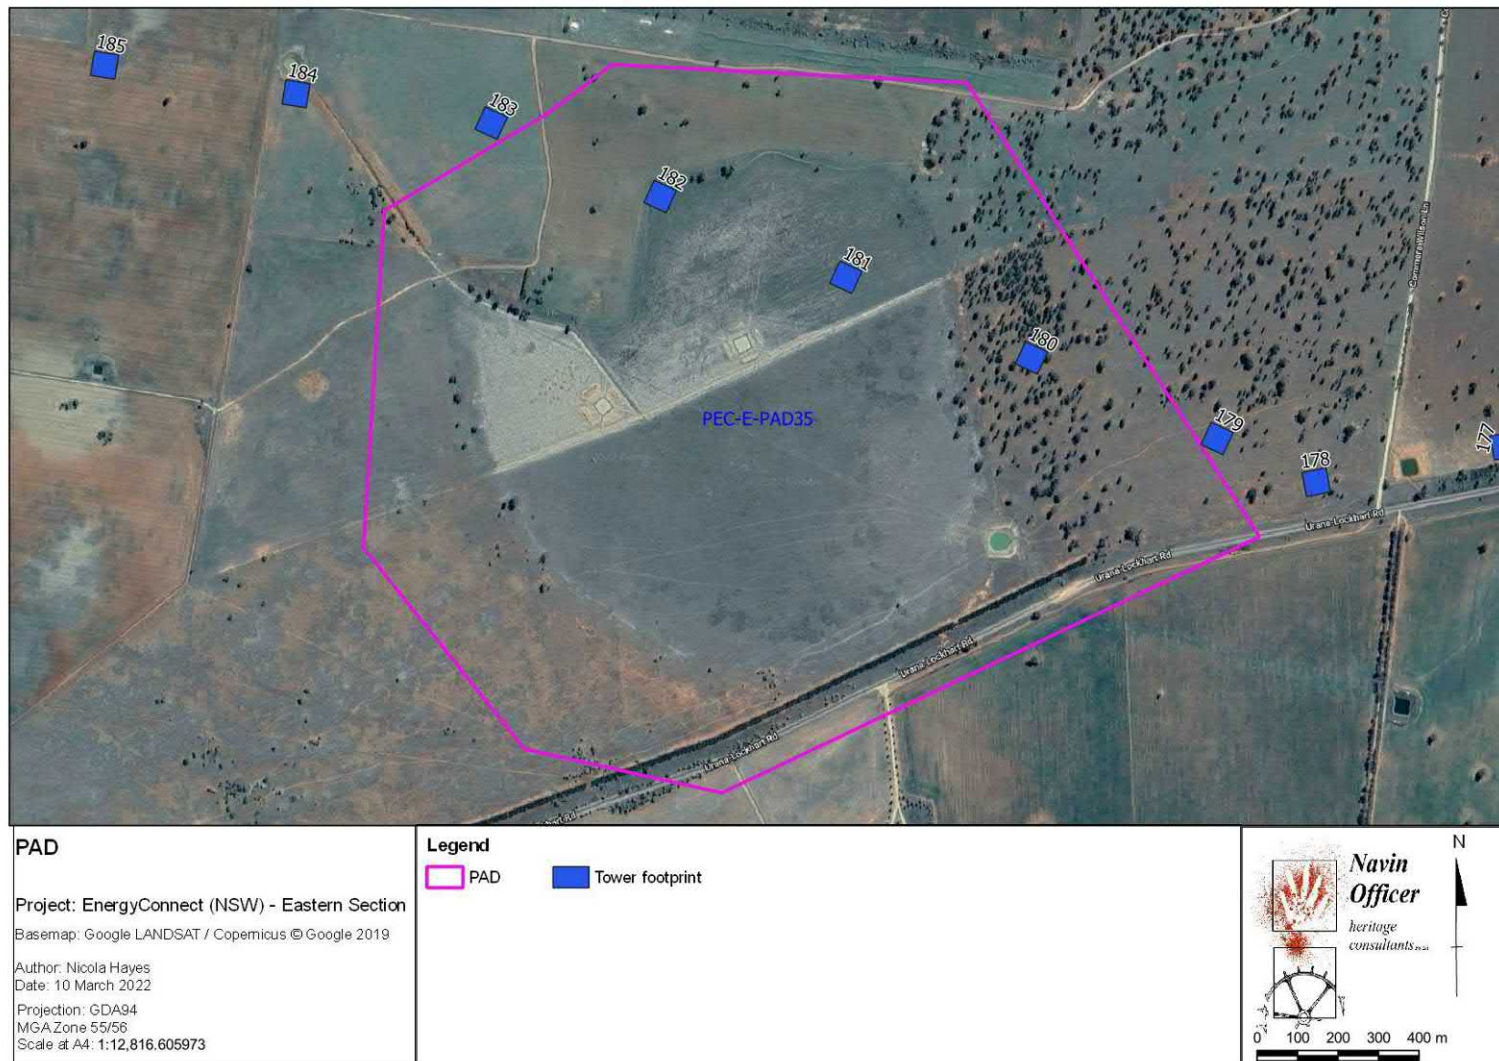 185
184
183
182
181
180
179
178
177
Commers Wilson Ln
PEC-E-PAD35
Urana-Lockhart Rd
Urana-Lockhart Rd
Urana-Lockhart Rd
Urana-Lockhart Rd
PAD
Project: EnergyConnect (NSW) - Eastern Section
Basemap: Google LANDSAT / Copernicus © Google 2019
Author: Nicola Hayes
Date: 10 March 2022
Projection: GDA94
MGA Zone 55/56
Scale at A4: 1:12,816.605973
Legend
PAD
Tower footprint
Navin
Officer
heritage
consultants
N
0 100 200 300 400 m